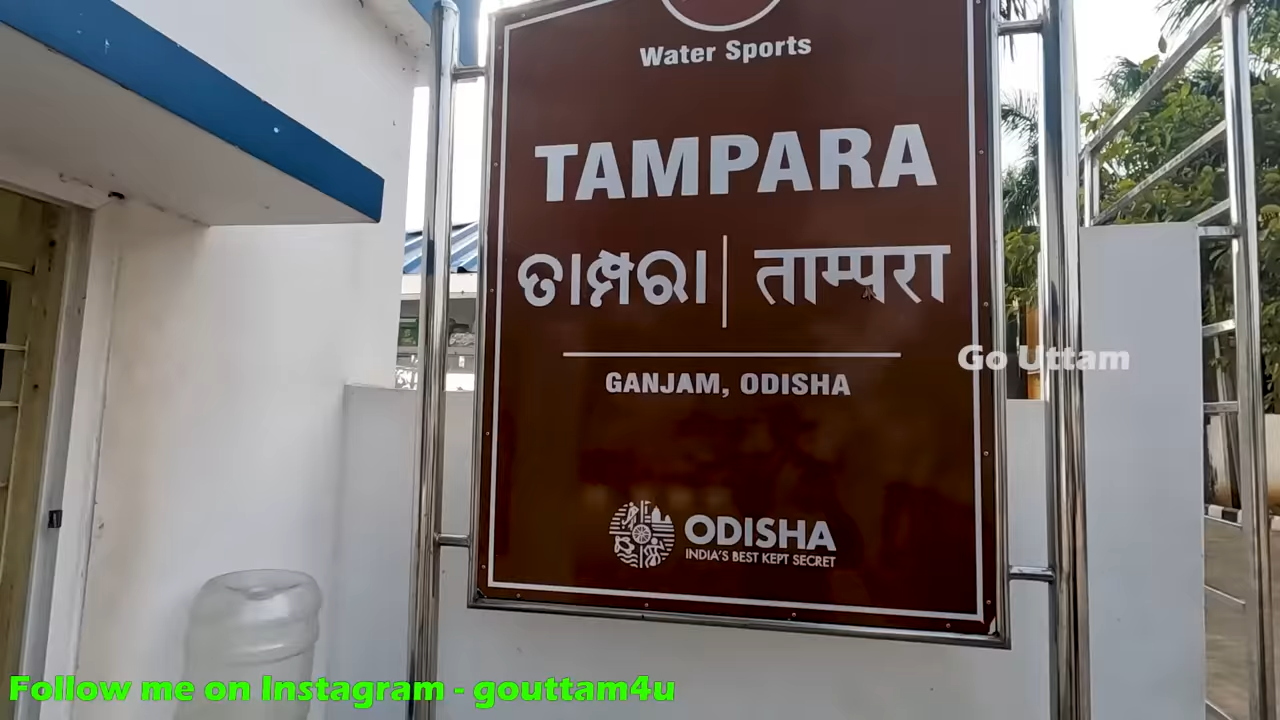 Water Sports
TAMPARA
ତାମ୍ପରା | ताम्परा
GANJAM, ODISHA
ODISHA
INDIA'S BEST KEPT SECRET
Go Uttam
Follow me on Instagram - gouttam4u